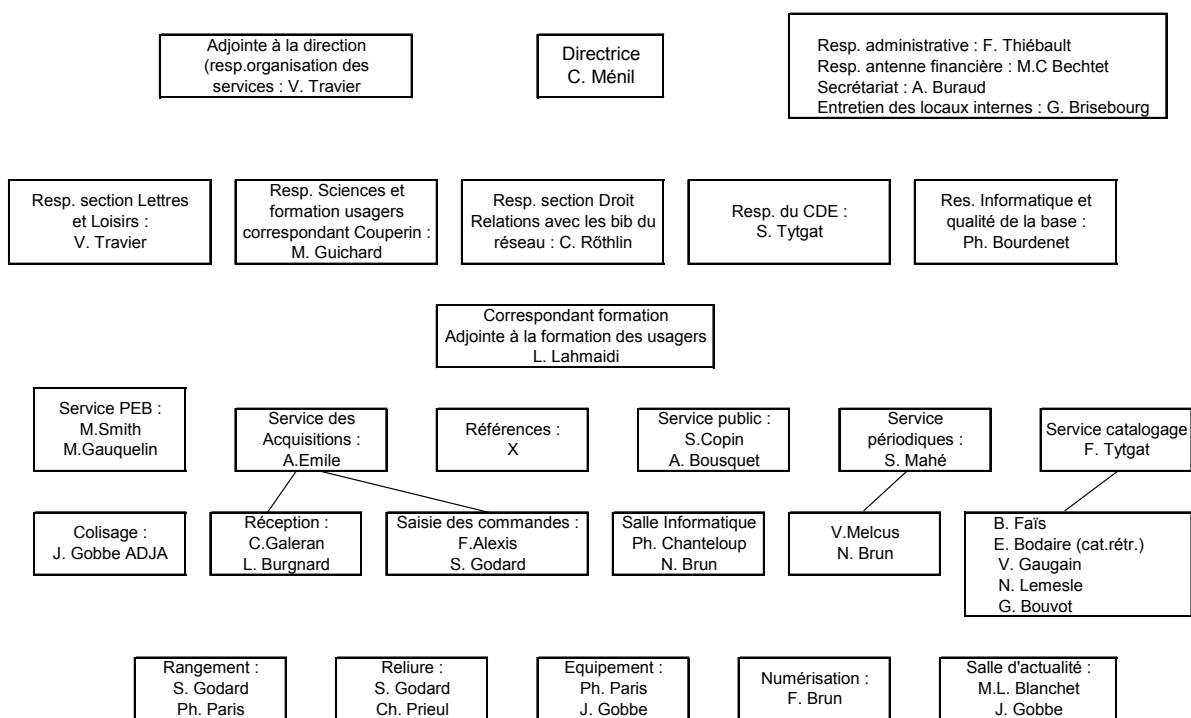 Adjointe à la direction
(resp.organisation des
services : V. Travier
Directrice
C. Ménil
Resp. administrative : F. Thiébault
Resp. antenne financière : M.C Bechtet
Secrétariat : A. Buraud
Entretien des locaux internes : G. Brisebourg
Resp. section Lettres
et Loisirs :
V. Travier
Resp. Sciences et
formation usagers
correspondant Couperin :
M. Guichard
Resp. section Droit
Relations avec les bib du
réseau : C. Rőthlin
Resp. du CDE :
S. Tytgat
Res. Informatique et
qualité de la base :
Ph. Bourdenet
Correspondant formation
Adjointe à la formation des usagers
L. Lahmaidi
Service PEB :
M.Smith
M.Gauquelin
Service des
Acquisitions :
A.Emile
Références :
X
Service public :
S.Copin
A. Bousquet
Service
périodiques :
S. Mahé
Service catalogage
F. Tytgat
Colisage :
J. Gobbe ADJA
Réception :
C.Galeran
L. Burgnard
Saisie des commandes :
F.Alexis
S. Godard
Salle Informatique
Ph. Chanteloup
N. Brun
V.Melcus
N. Brun
B. Faïs
E. Bodaire (cat.rétr.)
V. Gaugain
N. Lemesle
G. Bouvot
Rangement :
S. Godard
Ph. Paris
Reliure :
S. Godard
Ch. Prieul
Equipement :
Ph. Paris
J. Gobbe
Numérisation :
F. Brun
Salle d'actualité :
M.L. Blanchet
J. Gobbe